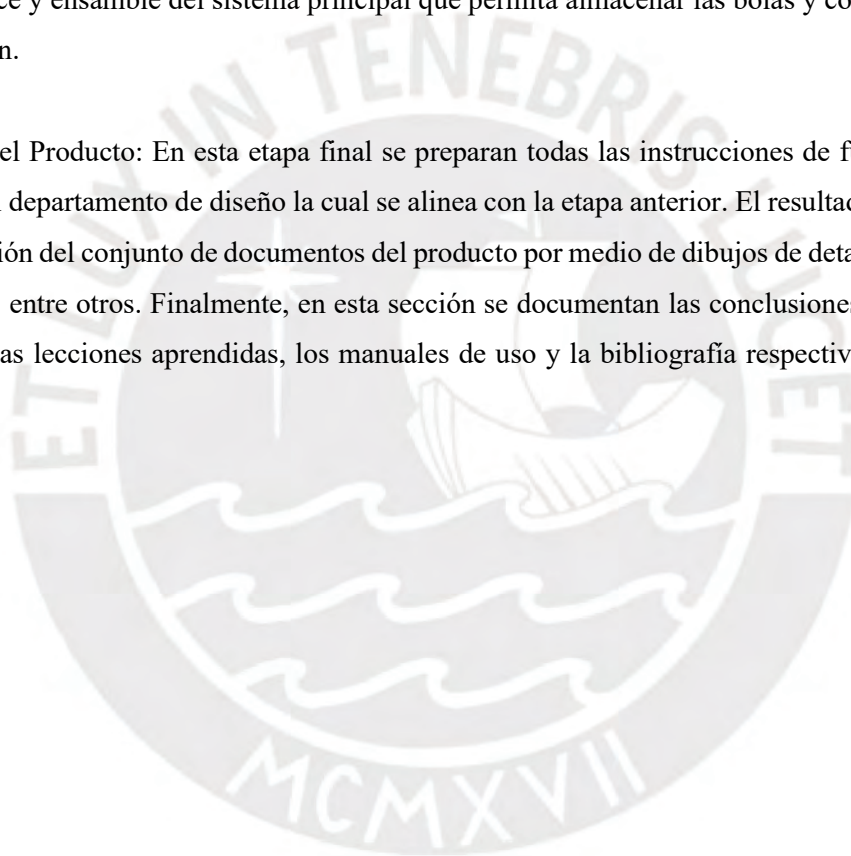 ce y ensamble del sistema principal que permita almacenar las bolas y co
n.
el Producto: En esta etapa final se preparan todas las instrucciones de f
departamento de diseño la cual se alinea con la etapa anterior. El resultad
ión del conjunto de documentos del producto por medio de dibujos de deta
entre otros. Finalmente, en esta sección se documentan las conclusiones
as lecciones aprendidas, los manuales de uso y la bibliografía respectiv
ET LUX IN TENEBRIS LUCET
MCMXVII